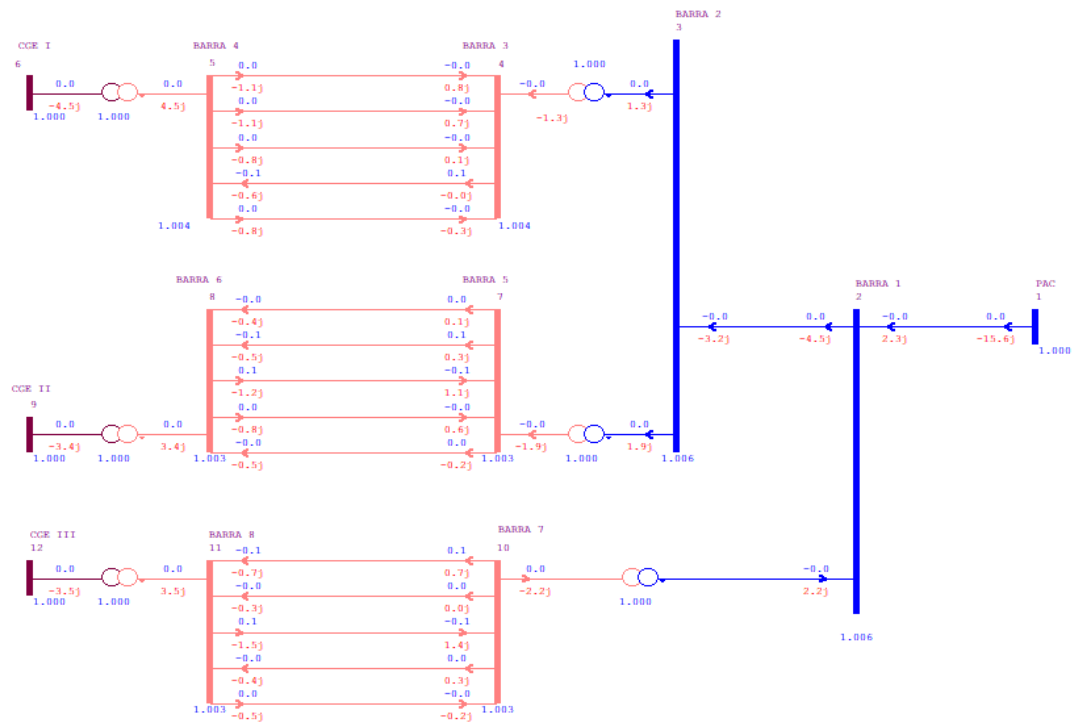 BARRA 2
3
CGE I
6
BARRA 4
5
BARRA 3
4
0.0
-4.5j
1.000
1.000
0.0
4.5j
0.0
-1.1j
-0.0
0.8j
0.0
-1.1j
-0.0
0.7j
0.0
-0.8j
-0.0
0.1j
-0.1
-0.6j
0.1
-0.0j
0.0
-0.8j
-0.0
-0.3j
1.004
1.004
-0.0
-1.3j
1.000
0.0
1.3j
BARRA 6
8
BARRA 5
7
-0.0
-0.4j
0.0
0.1j
-0.1
-0.5j
0.1
0.3j
0.1
-1.2j
-0.1
1.1j
0.0
-0.8j
-0.0
0.6j
-0.0
-0.5j
0.0
-0.2j
1.003
1.003
CGE II
9
0.0
-3.4j
1.000
1.000
0.0
3.4j
-0.0
-1.9j
1.000
0.0
1.9j
1.006
BARRA 1
2
PAC
1
-0.0
-3.2j
0.0
-4.5j
-0.0
2.3j
0.0
-15.6j
1.000
CGE III
12
BARRA 8
11
BARRA 7
10
0.0
-3.5j
1.000
1.000
0.0
3.5j
-0.1
-0.7j
0.1
0.7j
-0.0
-0.3j
0.0
0.0j
0.1
-1.5j
-0.1
1.4j
-0.0
-0.4j
0.0
0.3j
0.0
-0.5j
-0.0
-0.2j
1.003
1.003
0.0
-2.2j
1.000
-0.0
2.2j
1.006